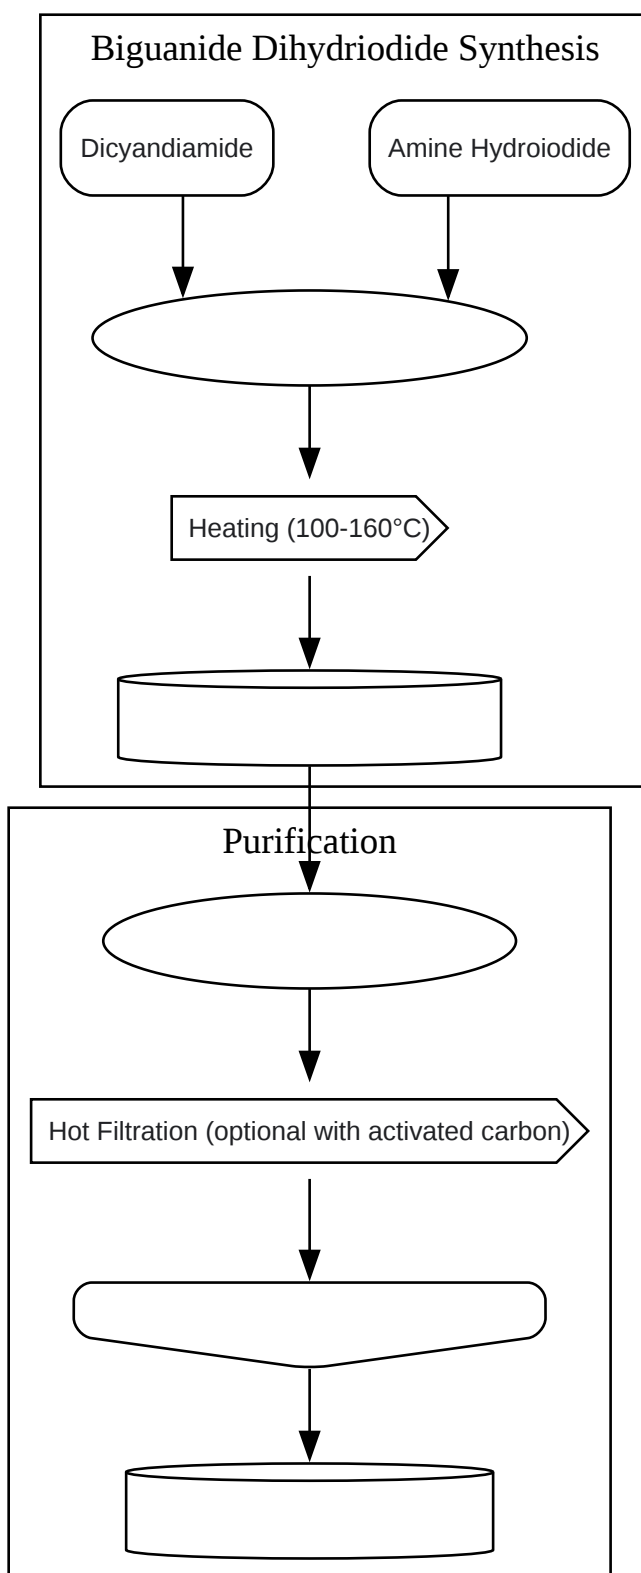 Biguanide Dihydriodide Synthesis
Dicyandiamide
Amine Hydroiodide
Heating (100-160°C)
Purification
Hot Filtration (optional with activated carbon)